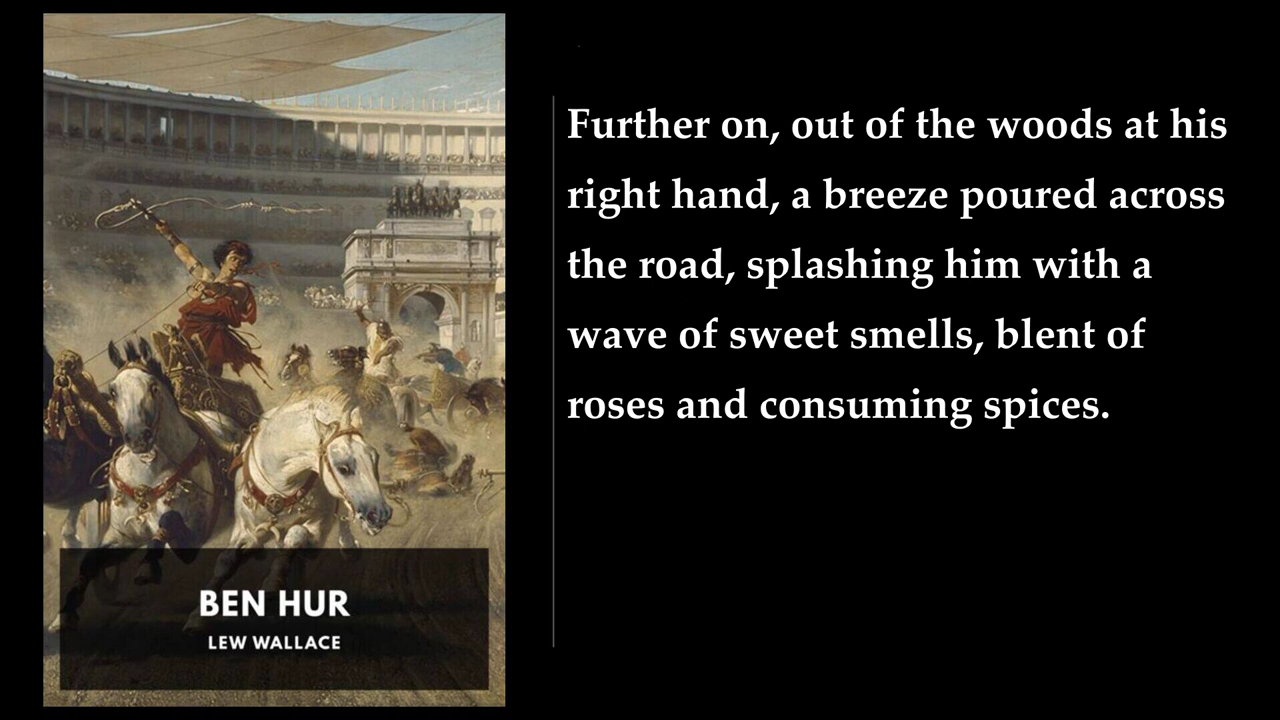 BEN HUR
LEW WALLACE
Further on, out of the woods at his
right hand, a breeze poured across
the road, splashing him with a
wave of sweet smells, blent of
roses and consuming spices.